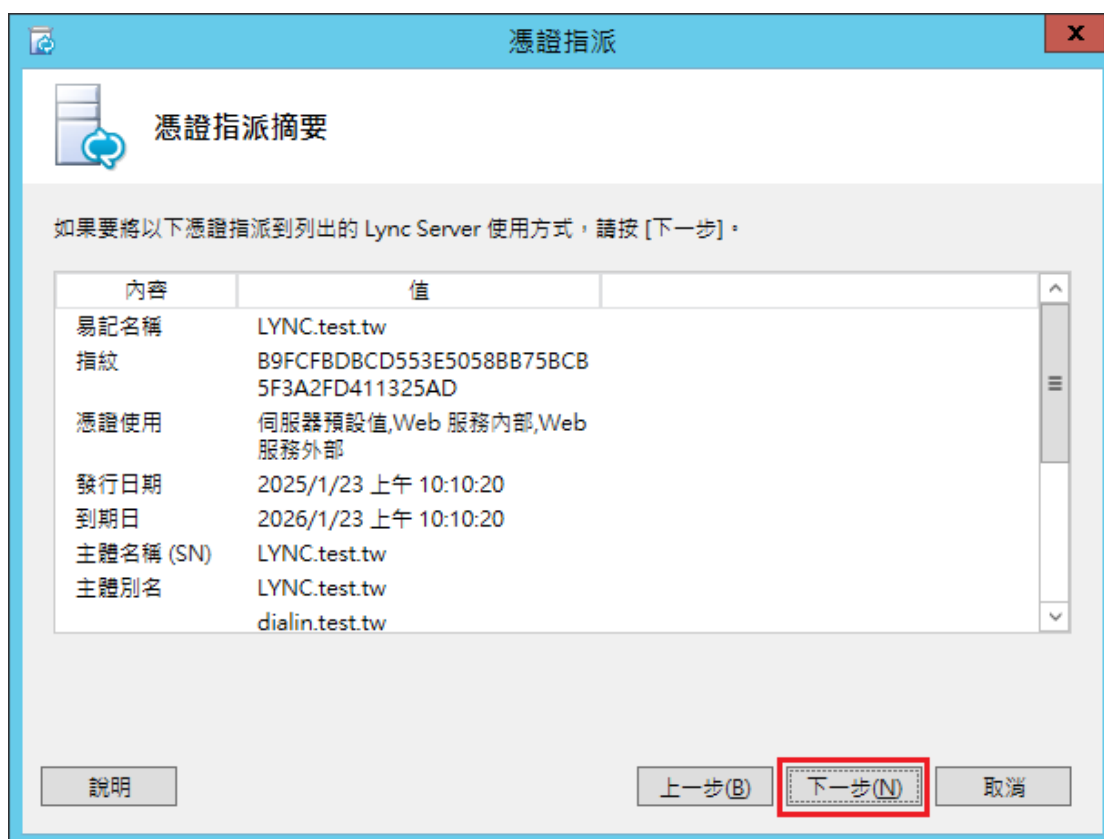 憑證指派
x
憑證指派摘要
如果要將以下憑證指派到列出的 Lync Server 使用方式，請按 [下一步]。
內容 值
易記名稱 LYNC.test.tw
指紋 B9FCFBDBCD553E5058BB75BCB
5F3A2FD411325AD
憑證使用 伺服器預設值,Web 服務內部,Web
服務外部
發行日期 2025/1/23 上午 10:10:20
到期日 2026/1/23 上午 10:10:20
主體名稱 (SN) LYNC.test.tw
主體別名 LYNC.test.tw
dialin.test.tw
說明 上一步(B) 下一步(N) 取消